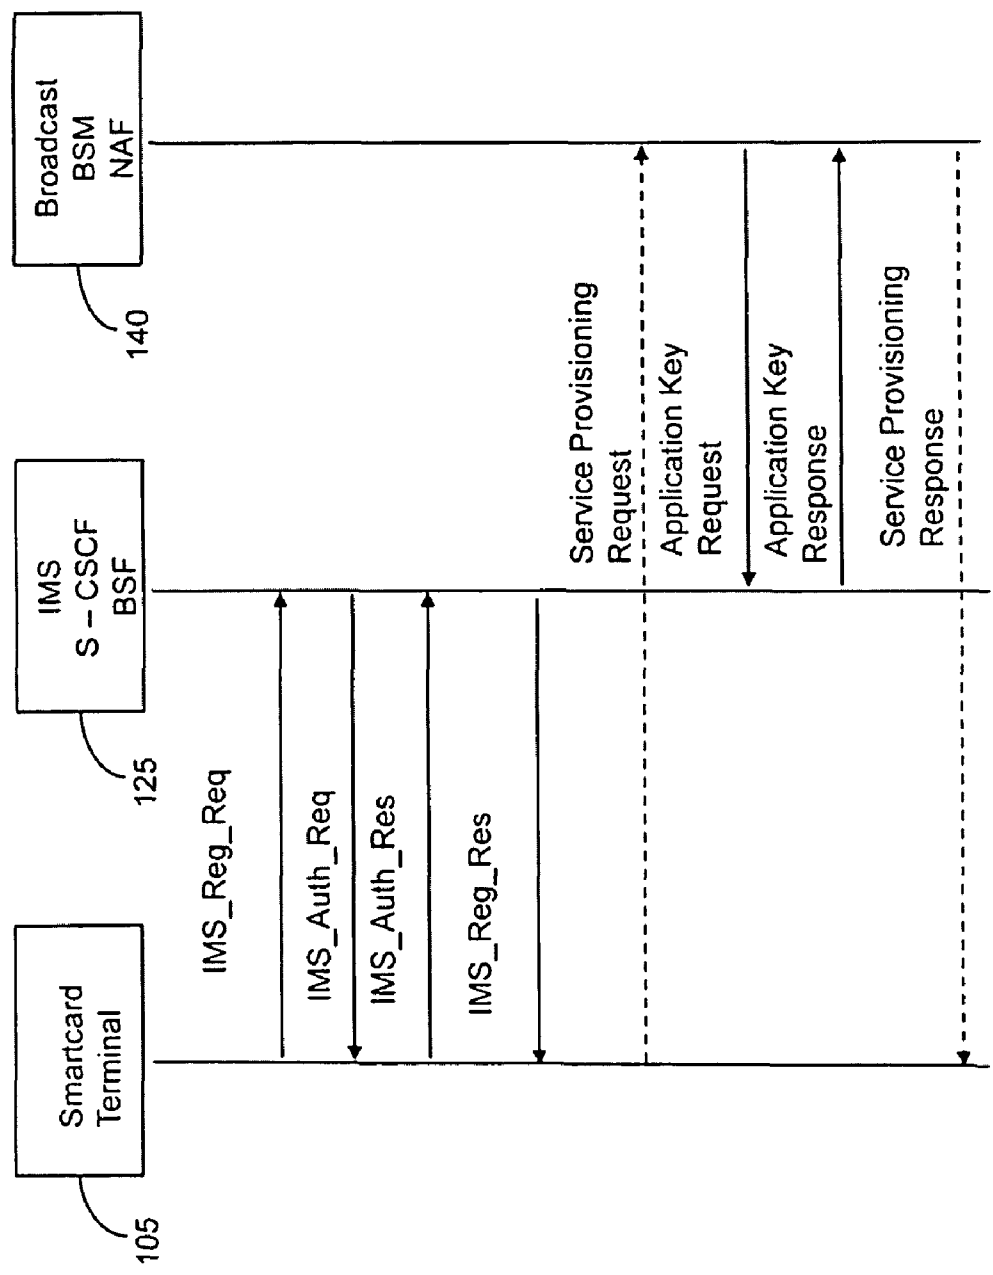 Smartcard
Terminal
105
IMS
S – CSCF
BSF
125
Broadcast
BSM
NAF
140
IMS_Reg_Req
IMS_Auth_Req
IMS_Auth_Res
IMS_Reg_Res
Service Provisioning
Request
Application Key
Request
Application Key
Response
Service Provisioning
Response